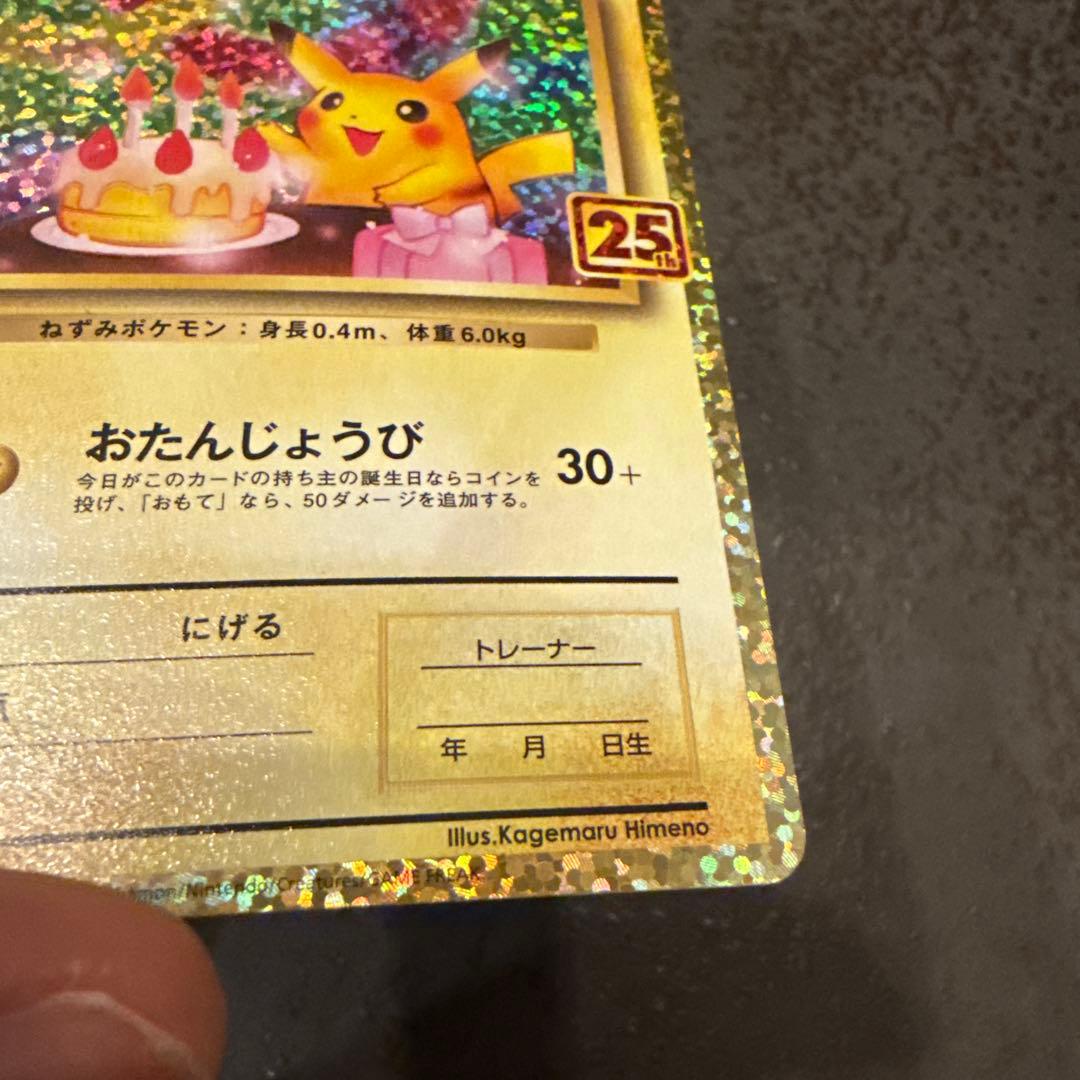 25th
ねずみポケモン：身長0.4m、体重6.0kg
おたんじょうび
30+
今日がこのカードの持ち主の誕生日ならコインを
投げ、「おもて」なら、50ダメージを追加する。
にげる
トレーナー
年 月 日生
Illus.Kagemaru Himeno
/Nintendo/Creatures/GAME FREAK